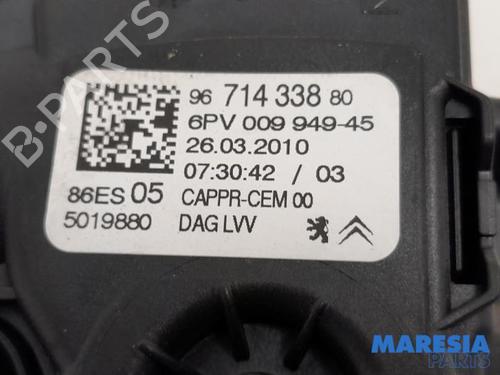 B-PARTS
96 714 338 80
6PV 009 949-45
26.03.2010
07:30:42 / 03
86ES 05 CAPPR-CEM 00
5019880 DAG LVV
MARESIA
PARTS